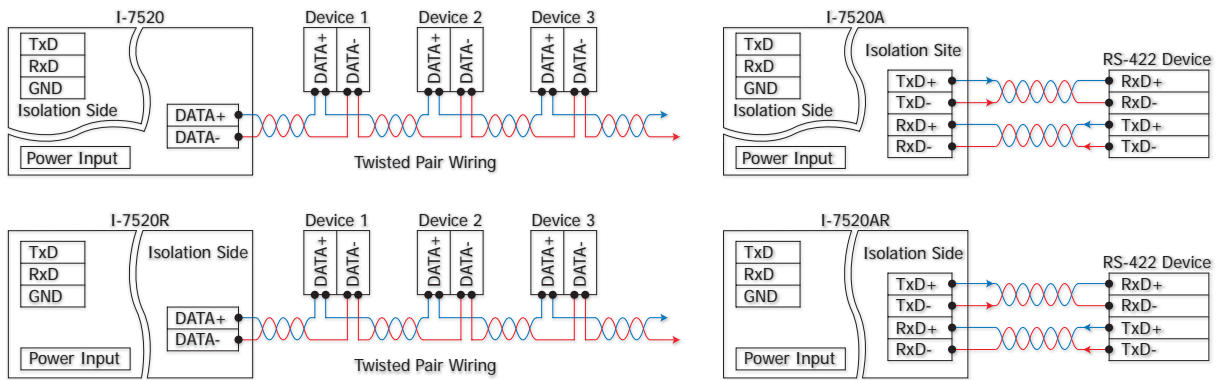 I-7520
TxD
RxD
GND
Isolation Side
Power Input
DATA+
DATA-
Device 1
DATA+
DATA-
Device 2
DATA+
DATA-
Device 3
DATA+
DATA-
Twisted Pair Wiring
I-7520A
TxD
RxD
GND
Isolation Side
Power Input
Isolation Site
TxD+
TxD-
RxD+
RxD-
RS-422 Device
RxD+
RxD-
TxD+
TxD-
I-7520R
TxD
RxD
GND
Isolation Side
Power Input
DATA+
DATA-
Device 1
DATA+
DATA-
Device 2
DATA+
DATA-
Device 3
DATA+
DATA-
Twisted Pair Wiring
I-7520AR
TxD
RxD
GND
Power Input
Isolation Side
TxD+
TxD-
RxD+
RxD-
RS-422 Device
RxD+
RxD-
TxD+
TxD-